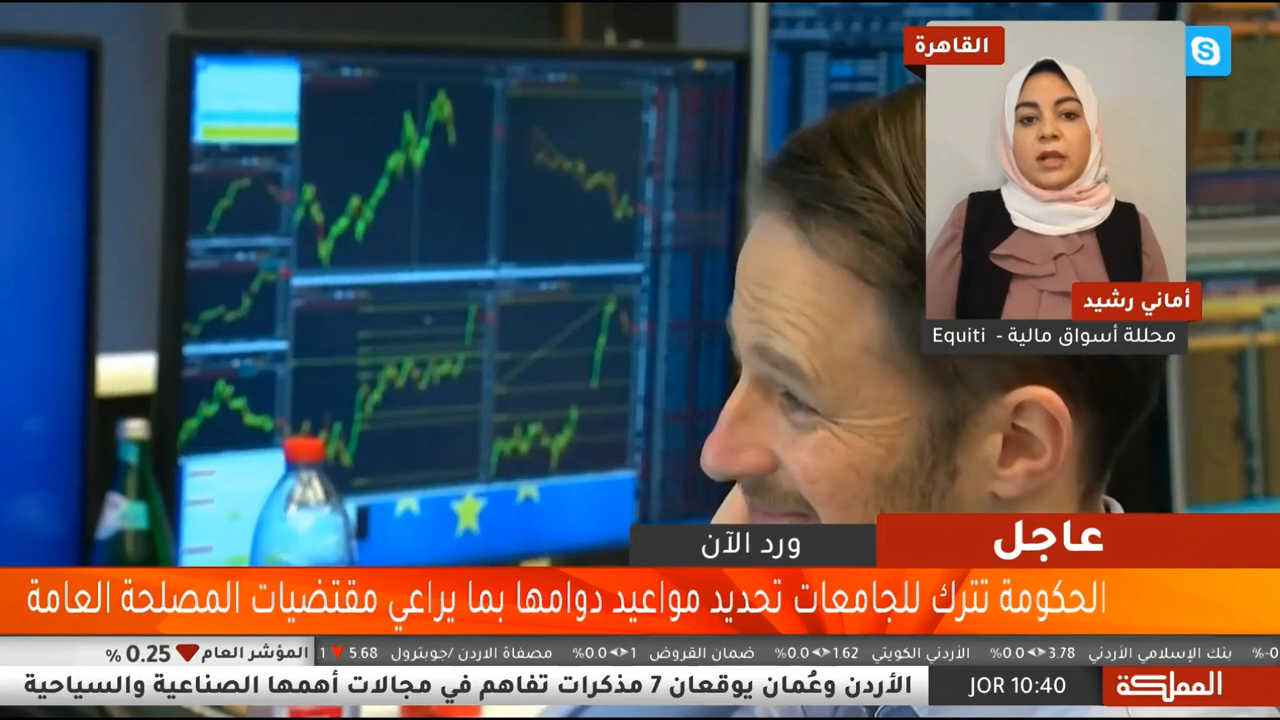 القاهرة
أماني رشيد
محللة أسواق مالية - Equiti
عاجل
ورد الآن
الحكومة تترك للجامعات تحديد مواعيد دوامها بما يراعي مقتضيات المصلحة العامة
%0- بنك الإسلامي الأردني 3.78 %0.0 الأردني الكويتي 1.62 %0.0 ضمان القروض 1 %0.0 مصفاة الاردن /جوبترول 5.68 1
المؤشر العام 0.25 %
المملكة
JOR 10:40
الأردن وعُمان يوقعان 7 مذكرات تفاهم في مجالات أهمها الصناعية والسياحية